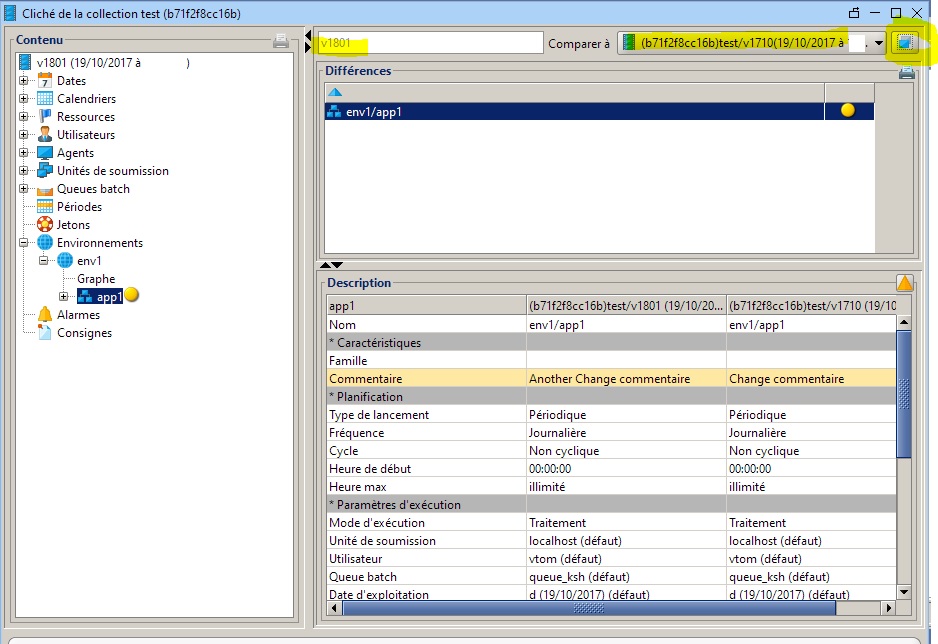 Cliché de la collection test (b71f2f8cc16b)
Contenu
v1801 (19/10/2017 à )
7 Dates
Calendriers
Ressources
Utilisateurs
Agents
Unités de soumission
Queues batch
Périodes
Jetons
Environnements
env1
Graphe
app1
Alarmes
Consignes
v1801 Comparer à (b71f2f8cc16b)test/v1710(19/10/2017 à
Différences
env1/app1
Description
app1 (b71f2f8cc16b)test/v1801 (19/10/20... (b71f2f8cc16b)test/v1710 (19/10
Nom env1/app1 env1/app1
* Caractéristiques
Famille
Commentaire Another Change commentaire Change commentaire
* Planification
Type de lancement Périodique Périodique
Fréquence Journalière Journalière
Cycle Non cyclique Non cyclique
Heure de début 00:00:00 00:00:00
Heure max illimité illimité
* Paramètres d'exécution
Mode d'exécution Traitement Traitement
Unité de soumission localhost (défaut) localhost (défaut)
Utilisateur vtom (défaut) vtom (défaut)
Queue batch queue_ksh (défaut) queue_ksh (défaut)
Date d'exploitation d (19/10/2017) (défaut) d (19/10/2017) (défaut)